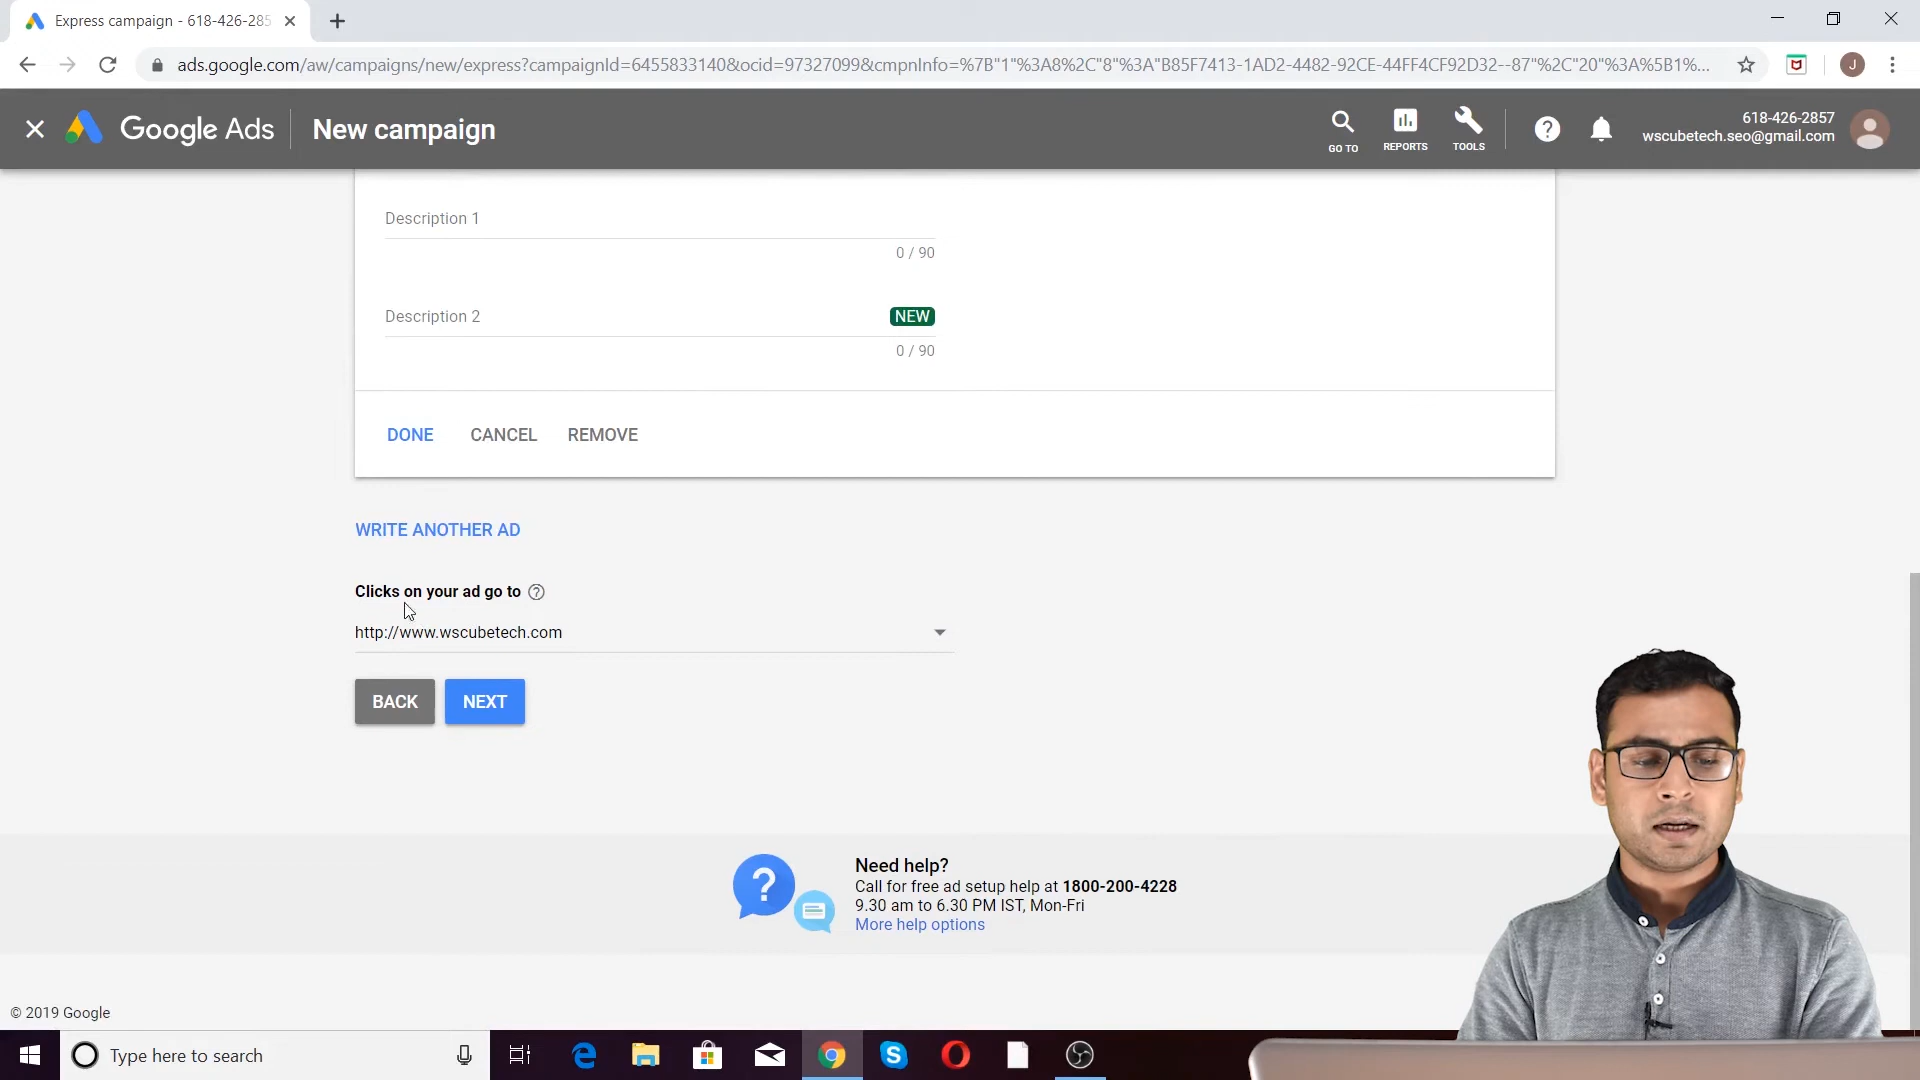 Express campaign - 618-426-285
ads.google.com/aw/campaigns/new/express?campaignId=6455833140&ocid=97327099&cmpnInfo=%7B"1"%3A8%2C"8"%3A"B85F7413-1AD2-4482-92CE-44FF4CF92D32--87"%2C"20"%3A%5B1%...
J
Google Ads
New campaign
GO TO
REPORTS
TOOLS
618-426-2857
wscubetech.seo@gmail.com
Description 1
0 / 90
Description 2
NEW
0 / 90
DONE
CANCEL
REMOVE
WRITE ANOTHER AD
Clicks on your ad go to
http://www.wscubetech.com
BACK
NEXT
Need help?
Call for free ad setup help at 1800-200-4228
9.30 am to 6.30 PM IST, Mon-Fri
More help options
© 2019 Google
Type here to search